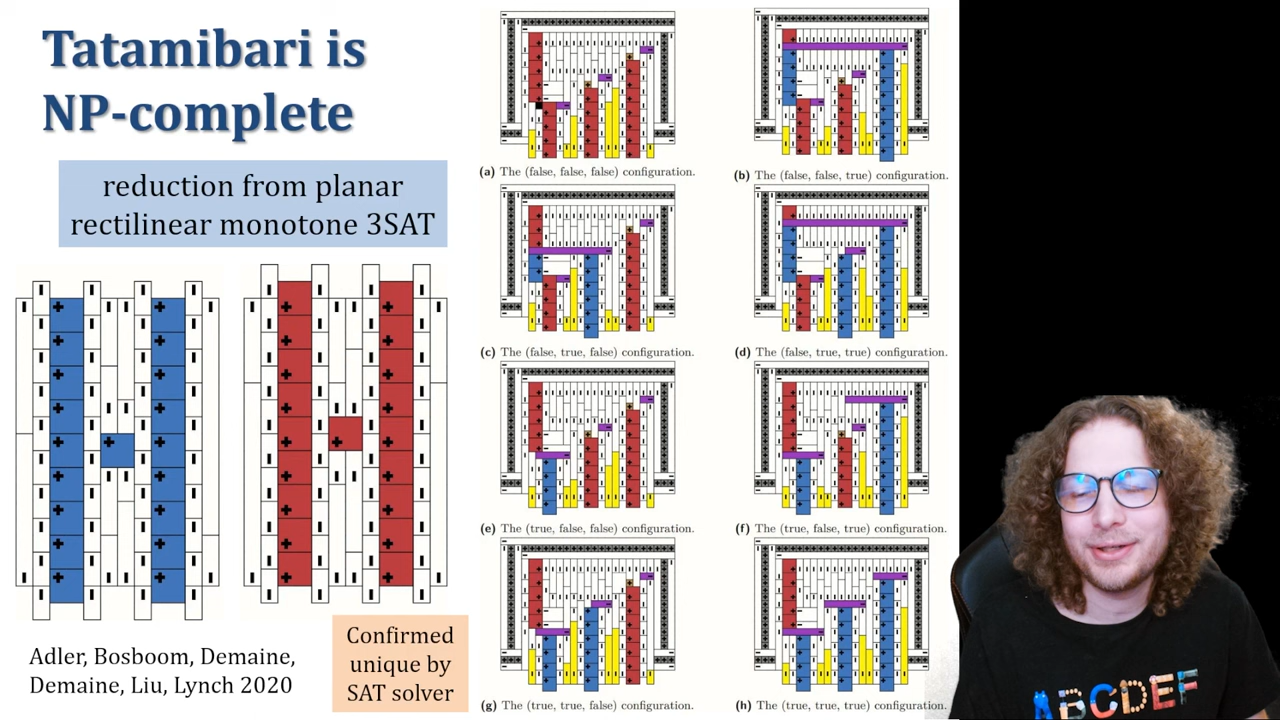 Tatamibari is
NP-complete
reduction from planar
rectilinear monotone 3SAT
Adler, Bosboom, Demaine,
Demaine, Liu, Lynch 2020
Confirmed
unique by
SAT solver
(a) The (false, false, false) configuration.
(b) The (false, false, true) configuration.
(c) The (false, true, false) configuration.
(d) The (false, true, true) configuration.
(e) The (true, false, false) configuration.
(f) The (true, false, true) configuration.
(g) The (true, true, false) configuration.
(h) The (true, true, true) configuration.
ABCDEF